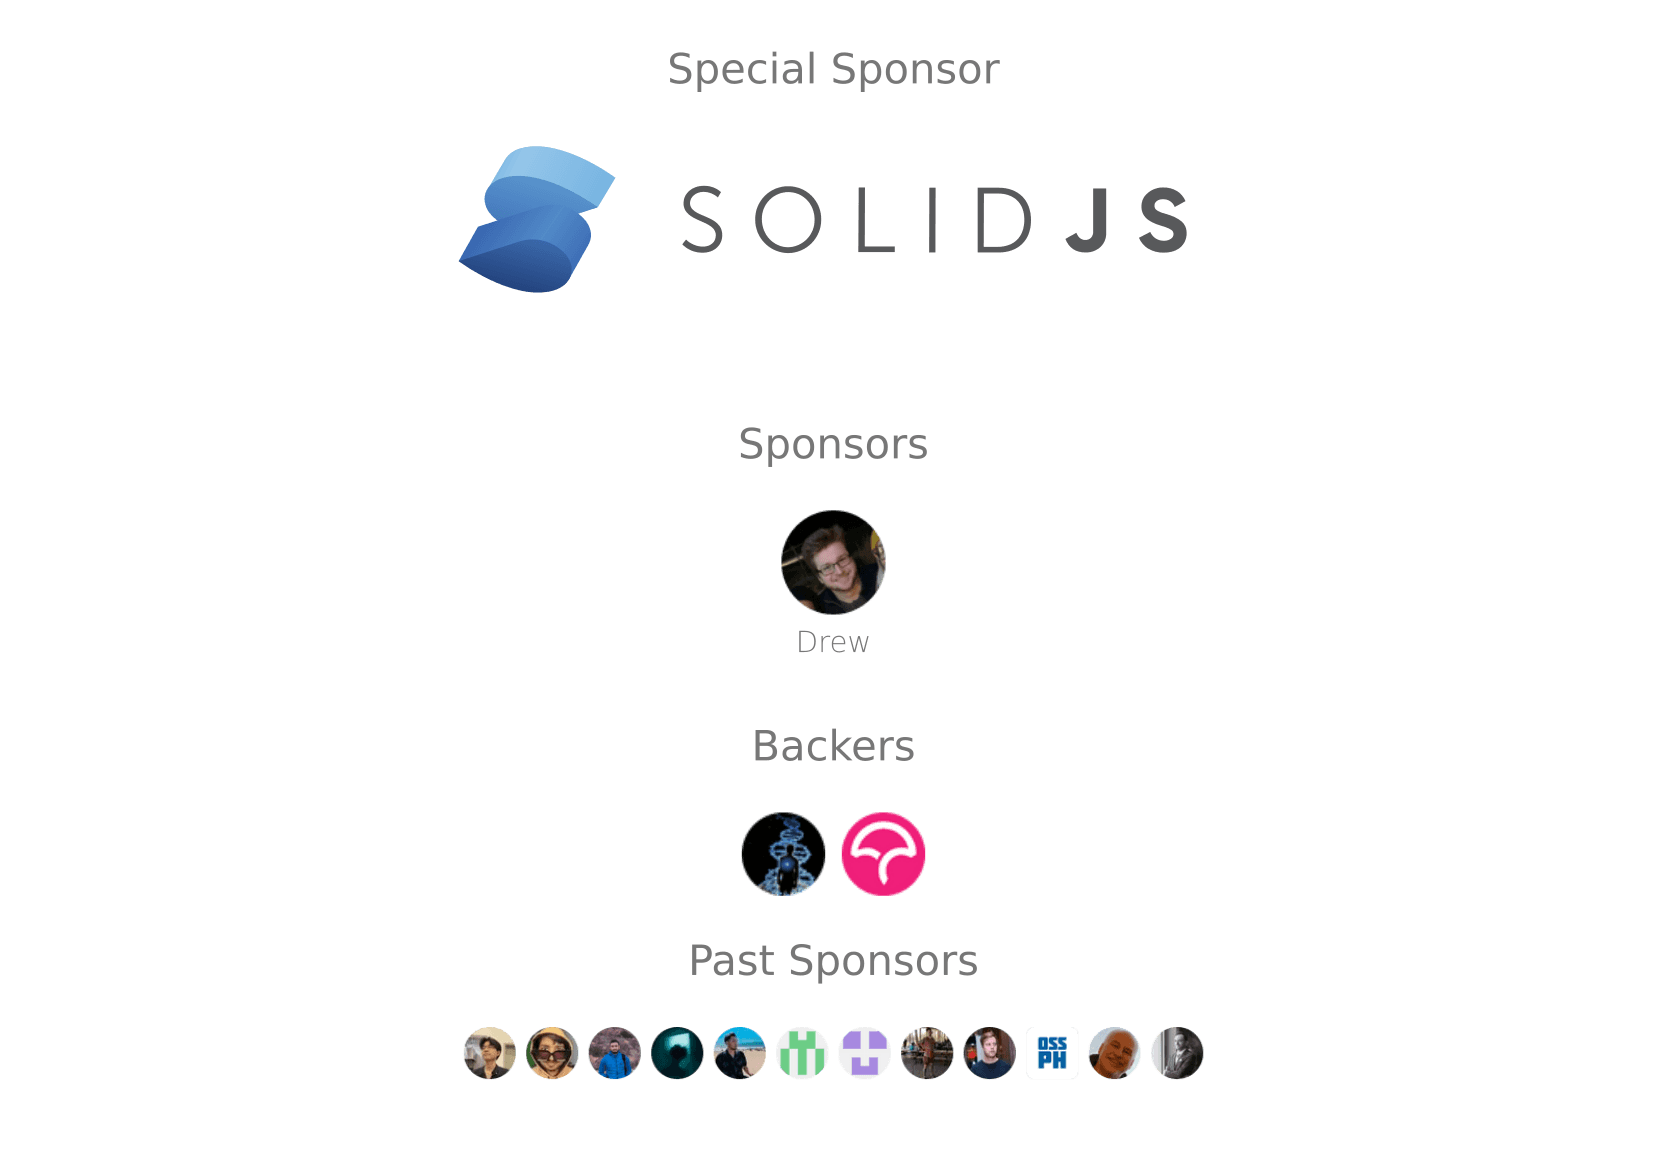 Special Sponsor
SOLIDJS
Sponsors
Drew
Backers
Past Sponsors
OSS
PH